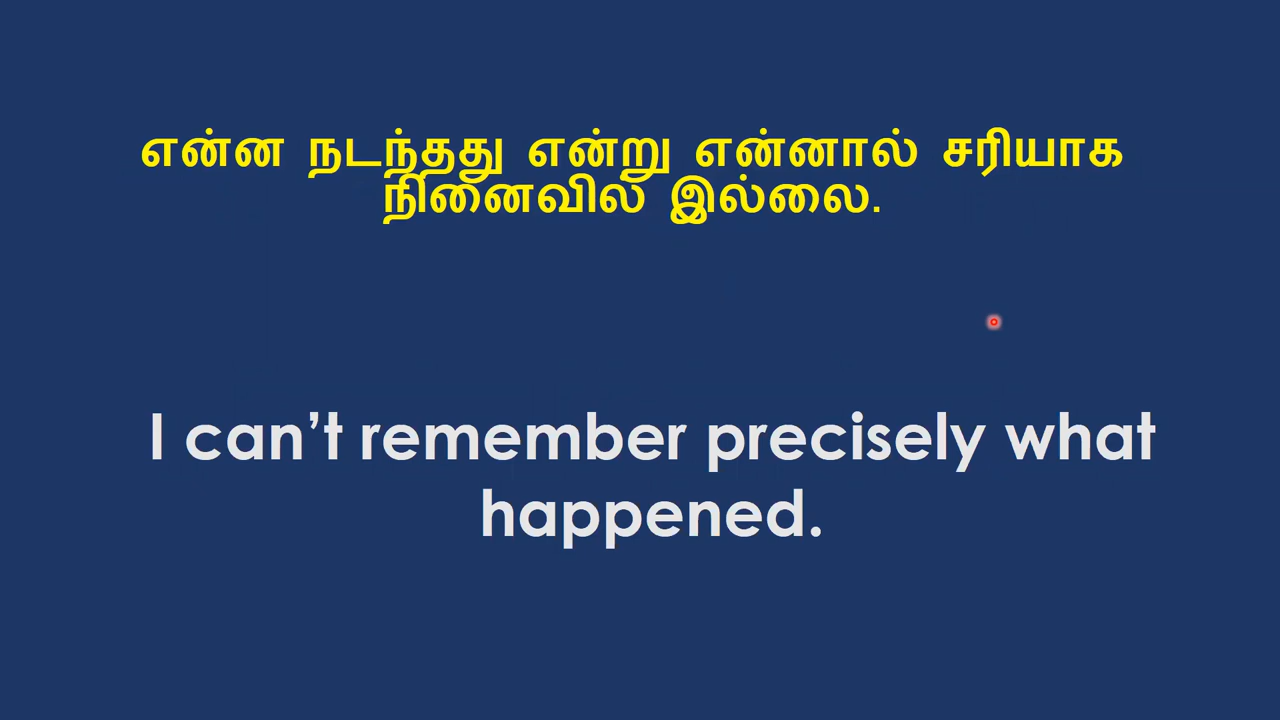 என்ன நடந்தது என்று என்னால் சரியாக
நினைவில இல்லை.
I can’t remember precisely what
happened.